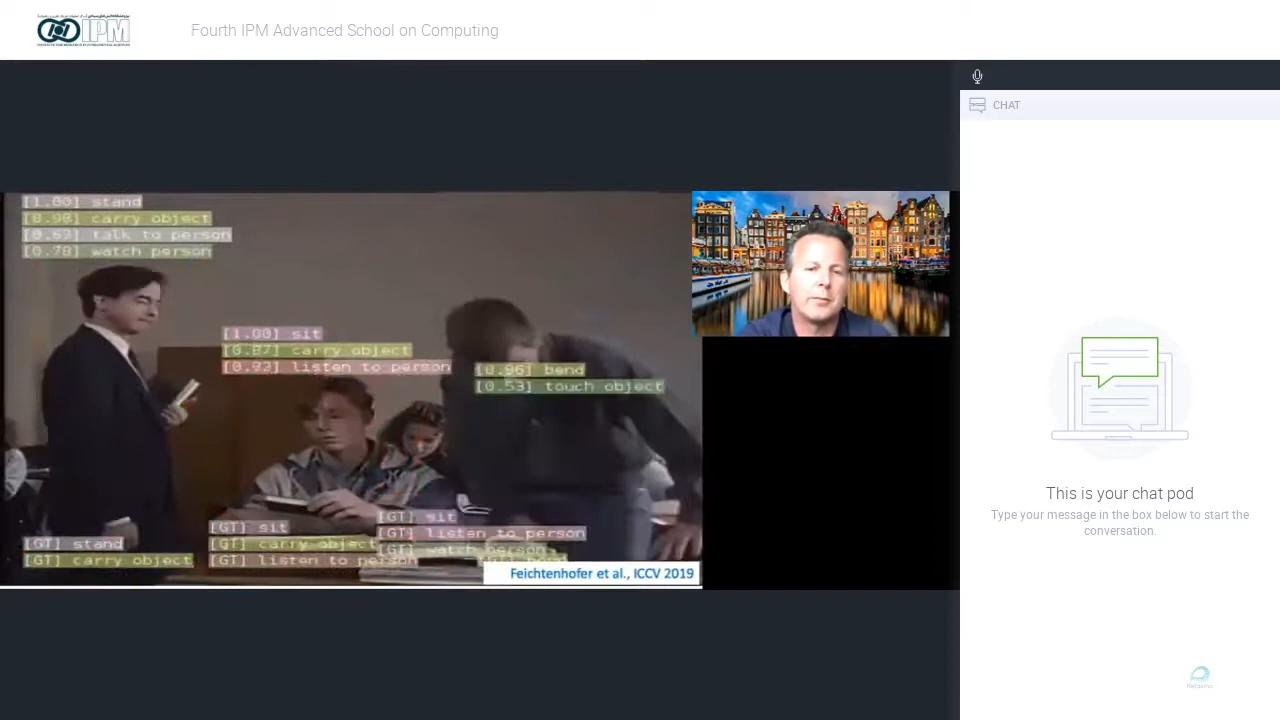 IPM
Fourth IPM Advanced School on Computing
CHAT
[1.00] stand
[0.98] carry object
talk to person
[0.78] watch person
[1.00] sit
[0.87] carry object
[0.92] listen to person
[0.96] bend
[0.53] touch object
[GT] stand
[GT] carry object
[GT] sit
[GT] carry object
[GT] listen to person
[GT] sit
[GT] listen to person
[GT] watch person
Feichtenhofer et al., ICCV 2019
This is your chat pod
Type your message in the box below to start the
conversation.